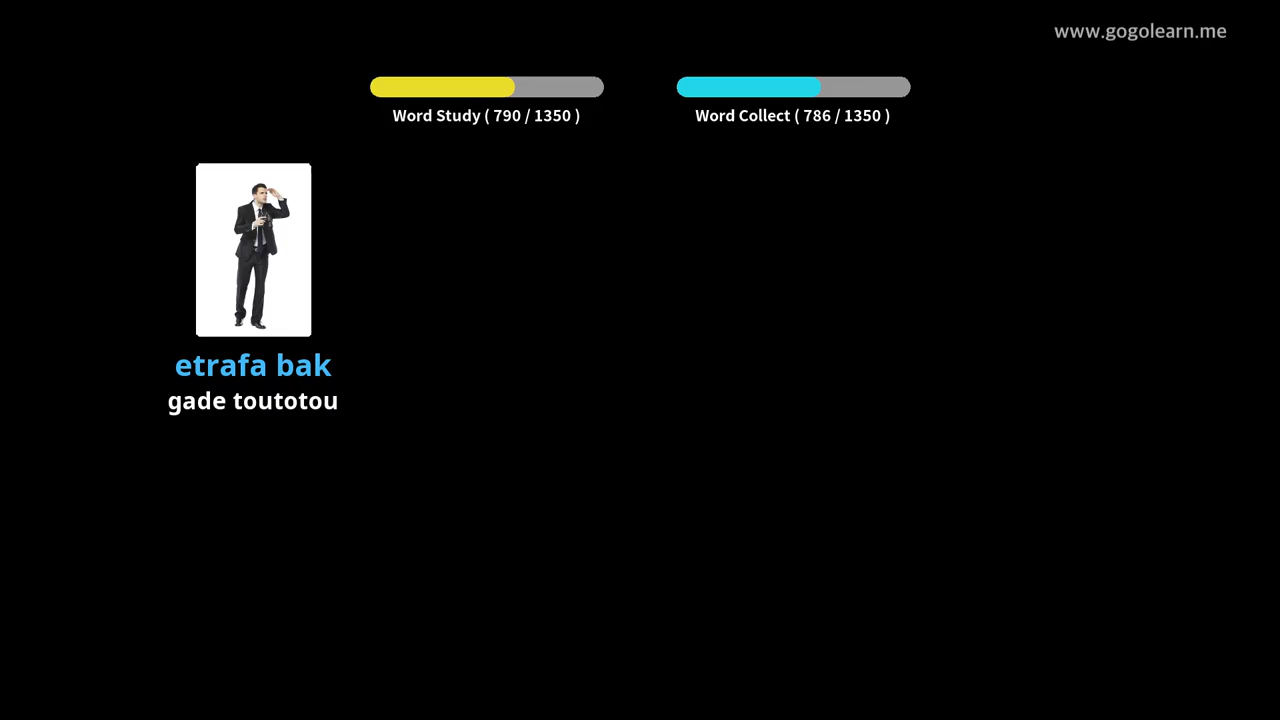 www.gogolearn.me
Word Study ( 790 / 1350 )
Word Collect ( 786 / 1350 )
etrafa bak
gade toutotou